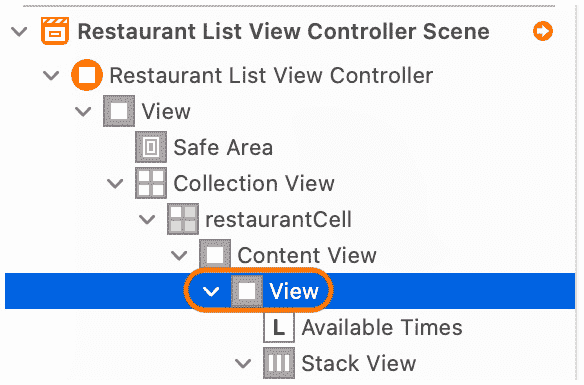 Restaurant List View Controller Scene
Restaurant List View Controller
View
Safe Area
Collection View
restaurantCell
Content View
View
L Available Times
Stack View